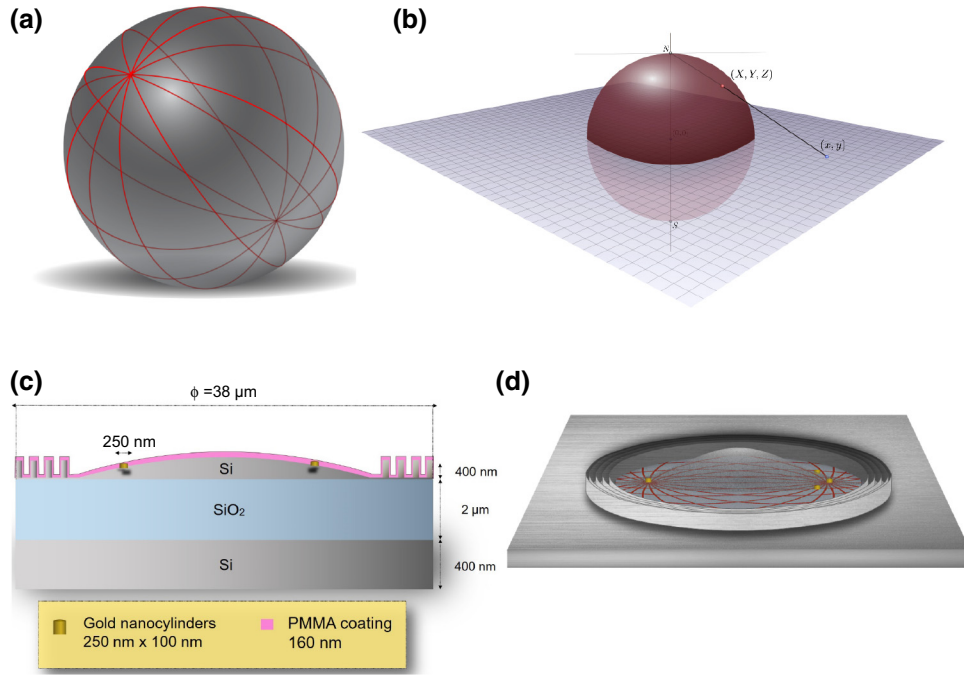 (a)
(b)
S
(X, Y, Z)
(x, y)
S
(c)
ϕ =38 µm
250 nm
Si
400 nm
SiO₂
2 µm
Si
400 nm
Gold nanocylinders
250 nm x 100 nm
PMMA coating
160 nm
(d)